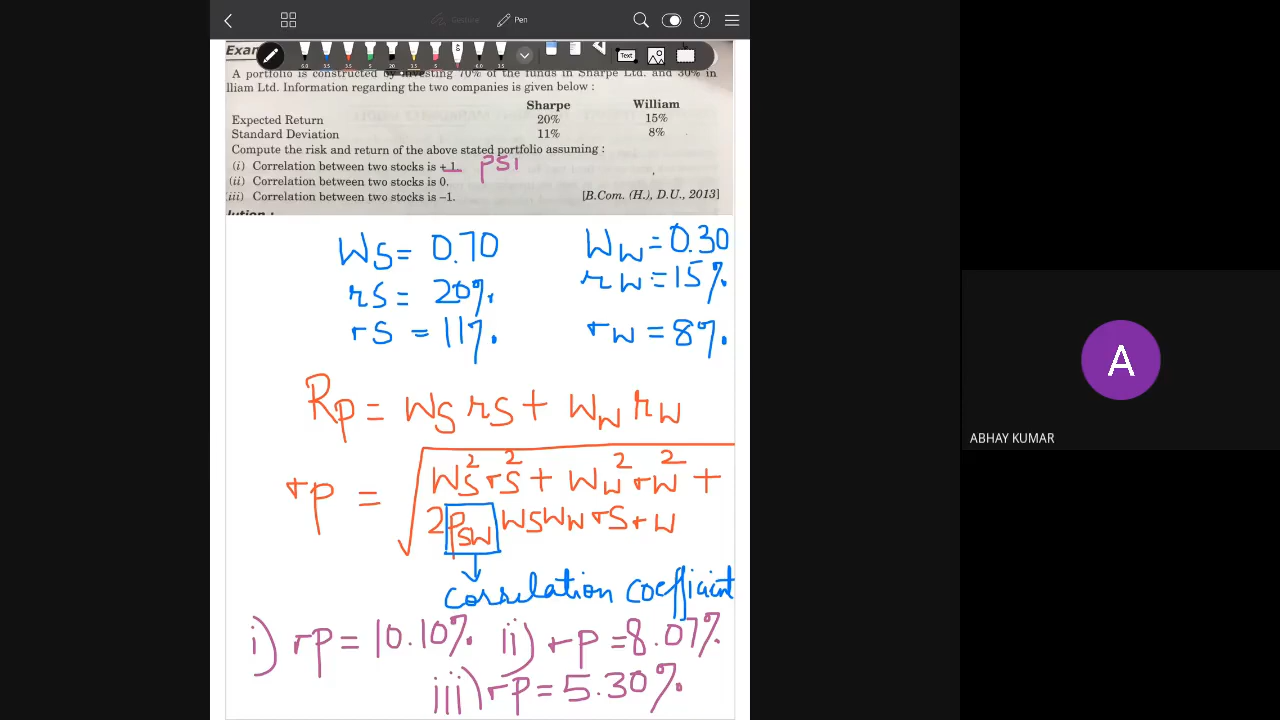 Gesture Pen
Exam
A portfolio is constructed by investing 70% of the funds in Sharpe Ltd. and 30% in
lliam Ltd. Information regarding the two companies is given below :
Sharpe William
Expected Return 20% 15%
Standard Deviation 11% 8%
Compute the risk and return of the above stated portfolio assuming :
(i) Correlation between two stocks is + 1.
(ii) Correlation between two stocks is 0.
(iii) Correlation between two stocks is –1. [B.Com. (H.), D.U., 2013]
lution :
WS = 0.70 WW = 0.30
rS = 20% rW = 15%
σS = 11% σW = 8%
RP = WS rS + WW rW
σP = √WS² σS² + WW² σW² +
2 PSW WS WW σS σW
correlation coefficient
i) σP = 10.10% ii) σP = 8.07%
iii) σP = 5.30%
A
ABHAY KUMAR